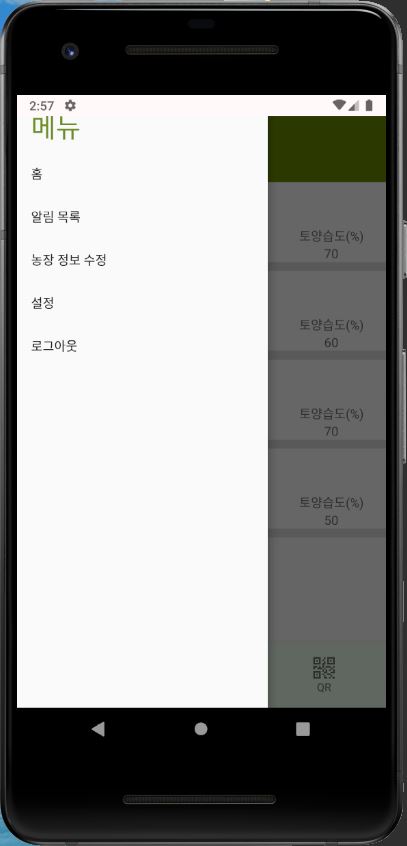 2:57
메뉴
홈
알림 목록
농장 정보 수정
설정
로그아웃
토양습도(%)
70
토양습도(%)
60
토양습도(%)
70
토양습도(%)
50
QR